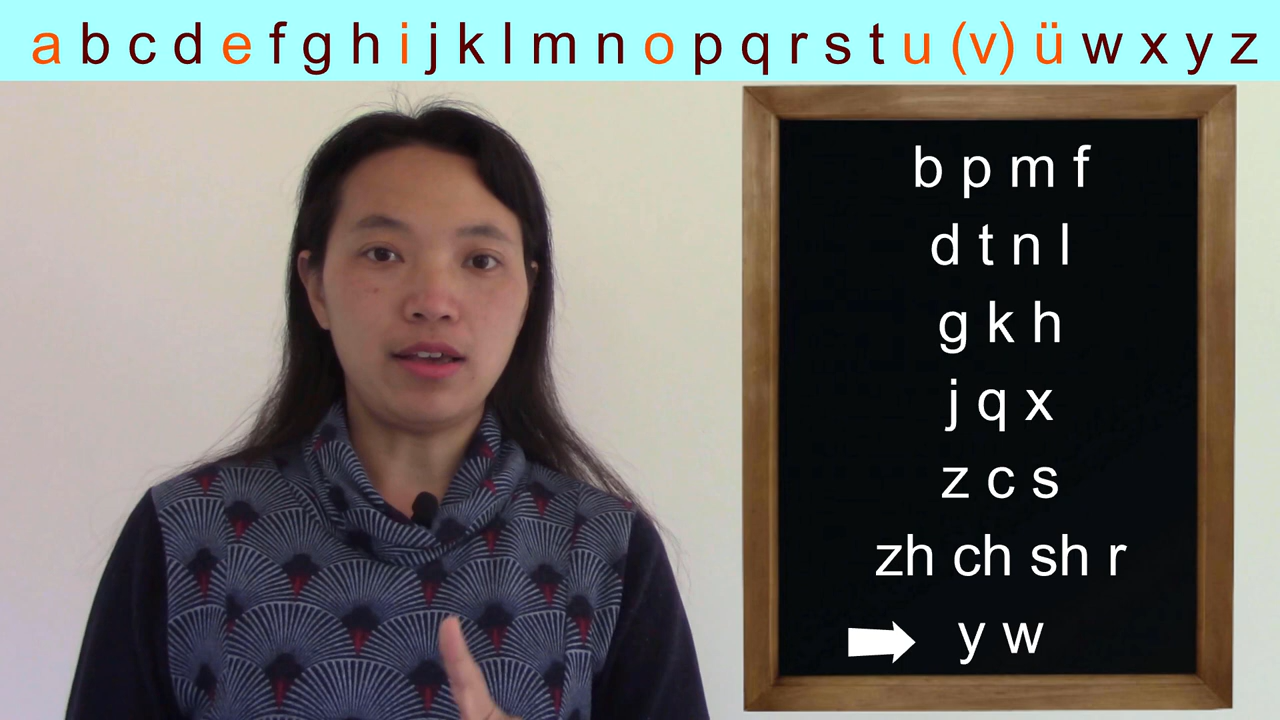 a b c d e f g h i j k l m n o p q r s t u (v) ü w x y z
b p m f
d t n l
g k h
j q x
z c s
zh ch sh r
y w